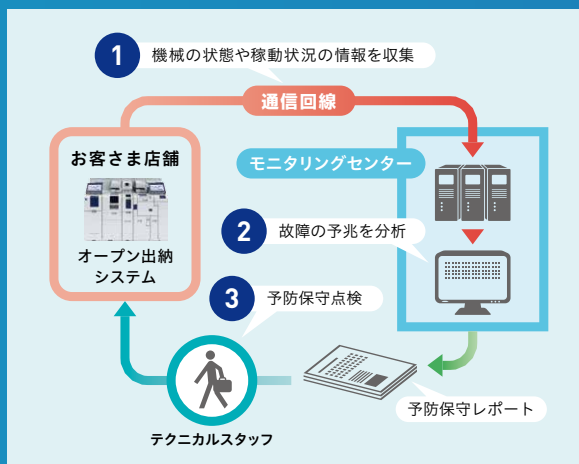 1 機械の状態や稼動状況の情報を収集
通信回線
お客さま店舗
オープン出納
システム
モニタリングセンター
2 故障の予兆を分析
3 予防保守点検
予防保守レポート
テクニカルスタッフ